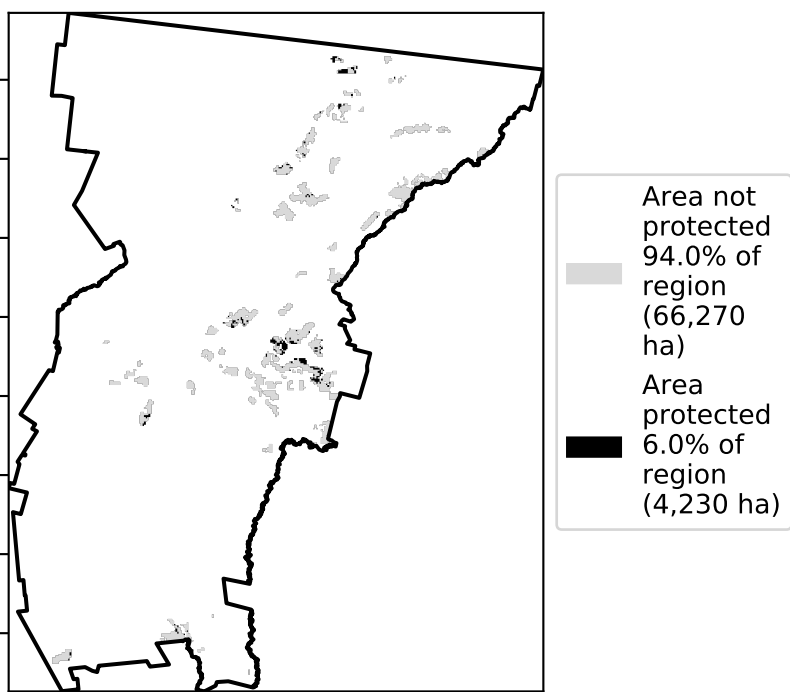 Area not
protected
94.0% of
region
(66,270
ha)
Area
protected
6.0% of
region
(4,230 ha)